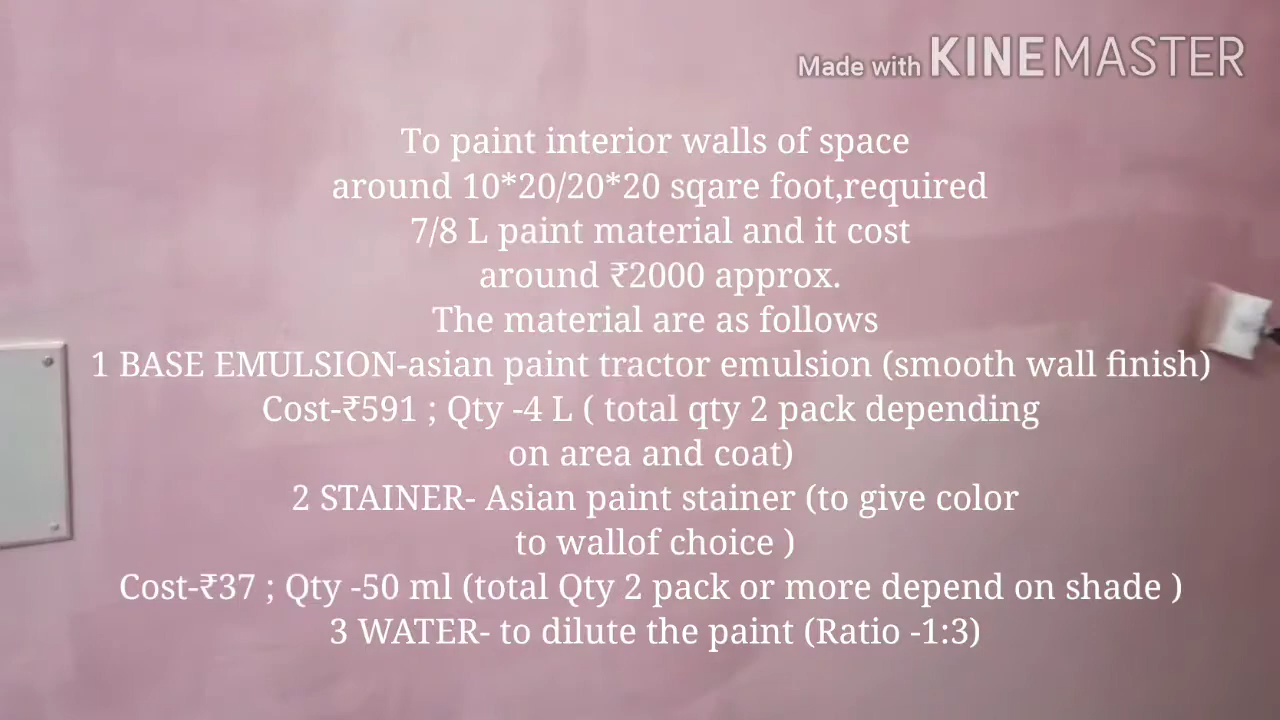 Made with KINEMASTER
To paint interior walls of space
around 10*20/20*20 sqare foot,required
7/8 L paint material and it cost
around ₹2000 approx.
The material are as follows
1 BASE EMULSION-asian paint tractor emulsion (smooth wall finish)
Cost-₹591 ; Qty -4 L ( total qty 2 pack depending
on area and coat)
2 STAINER- Asian paint stainer (to give color
to wallof choice )
Cost-₹37 ; Qty -50 ml (total Qty 2 pack or more depend on shade )
3 WATER- to dilute the paint (Ratio -1:3)